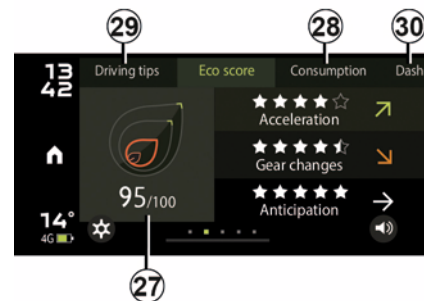 29
28
30
13
42
Driving tips
Eco score
Consumption
Dash
Acceleration
Gear changes
95/100
Anticipation
14°
4G
27